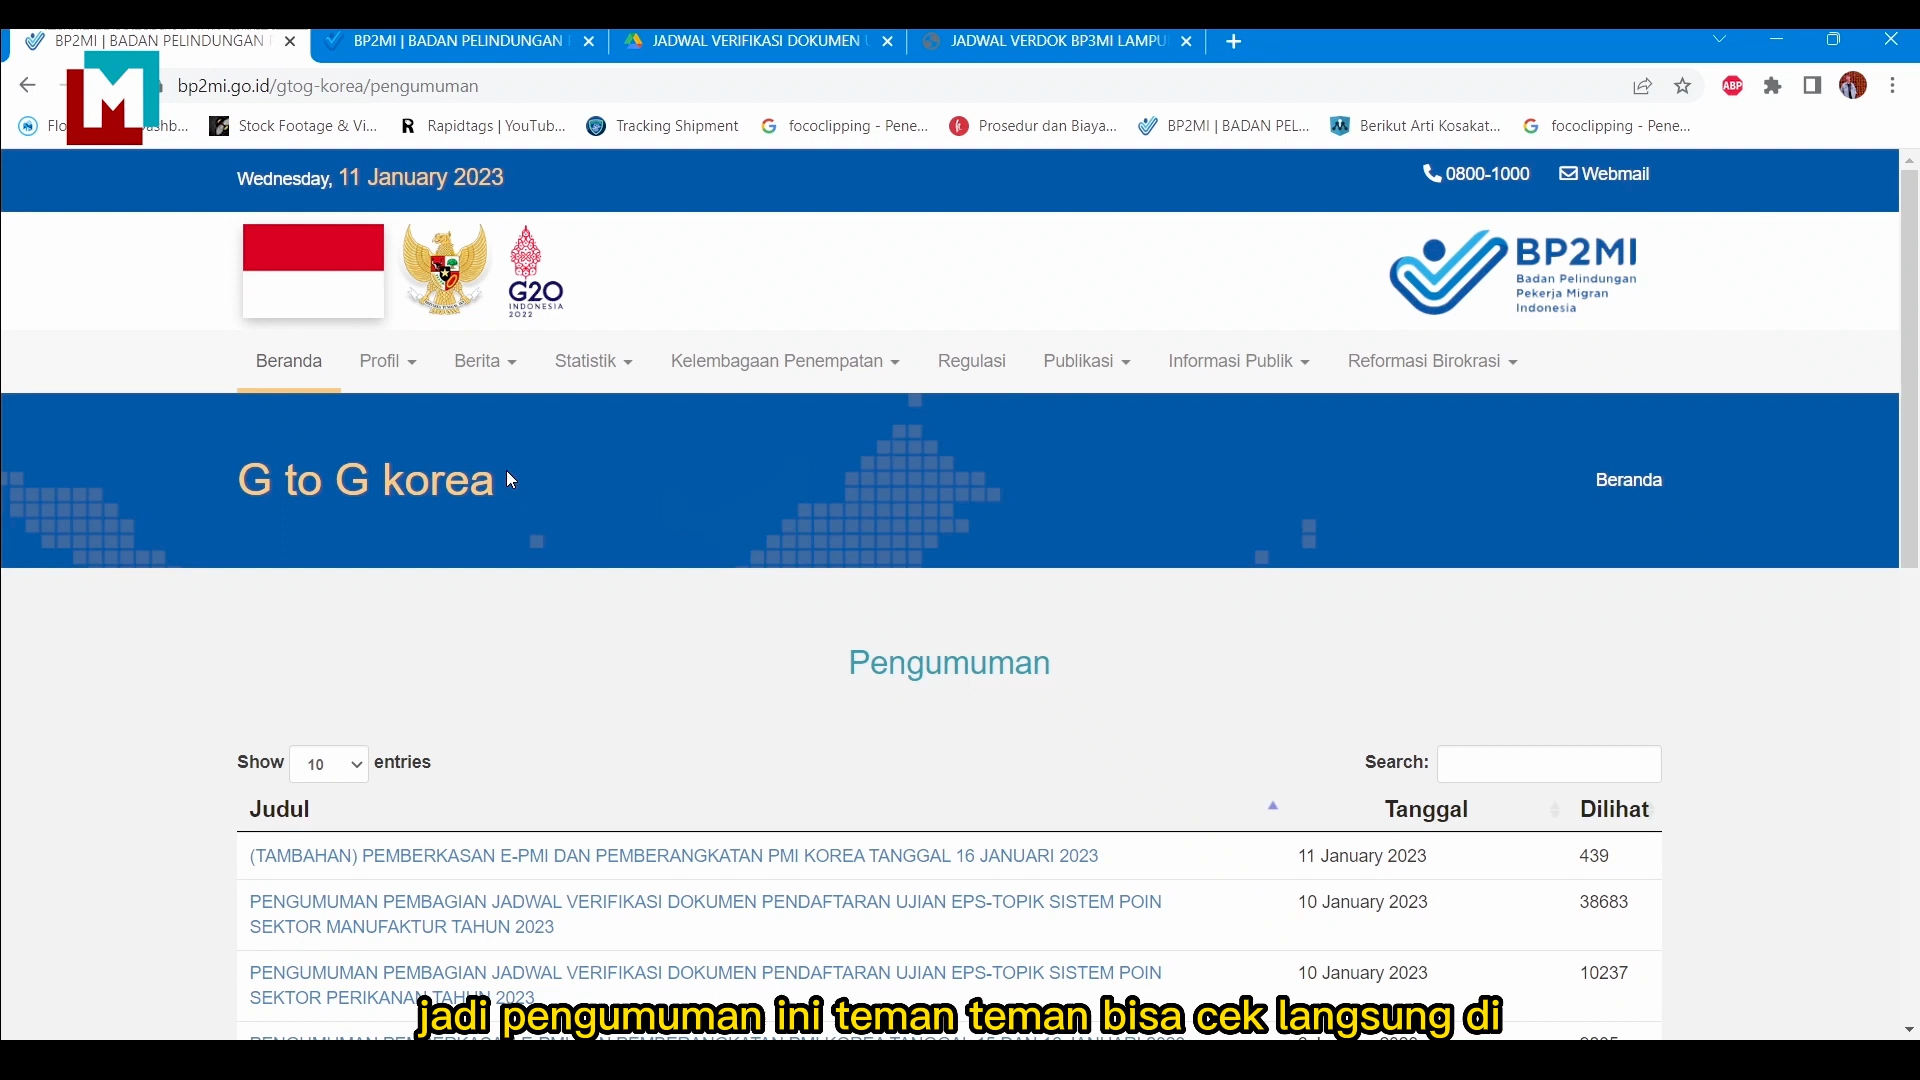 BP2MI | BADAN PELINDUNGAN
BP2MI | BADAN PELINDUNGAN
JADWAL VERIFIKASI DOKUMEN
JADWAL VERDOK BP3MI LAMPU
bp2mi.go.id/gtog-korea/pengumuman
Stock Footage & Vi...
Rapidtags | YouTub...
Tracking Shipment
fococlipping - Pene...
Prosedur dan Biaya...
BP2MI | BADAN PEL...
Berikut Arti Kosakat...
fococlipping - Pene...
M
ABP
Wednesday, 11 January 2023
0800-1000
Webmail
G20
INDONESIA
2022
BP2MI
Badan Pelindungan
Pekerja Migran
Indonesia
Beranda
Profil
Berita
Statistik
Kelembagaan Penempatan
Regulasi
Publikasi
Informasi Publik
Reformasi Birokrasi
G to G korea
Beranda
Pengumuman
Show 10 entries
Search:
Judul
Tanggal
Dilihat
(TAMBAHAN) PEMBERKASAN E-PMI DAN PEMBERANGKATAN PMI KOREA TANGGAL 16 JANUARI 2023
11 January 2023
439
PENGUMUMAN PEMBAGIAN JADWAL VERIFIKASI DOKUMEN PENDAFTARAN UJIAN EPS-TOPIK SISTEM POIN
SEKTOR MANUFAKTUR TAHUN 2023
10 January 2023
38683
PENGUMUMAN PEMBAGIAN JADWAL VERIFIKASI DOKUMEN PENDAFTARAN UJIAN EPS-TOPIK SISTEM POIN
SEKTOR PERIKANAN TAHUN 2023
10 January 2023
10237
jadi pengumuman ini teman teman bisa cek langsung di